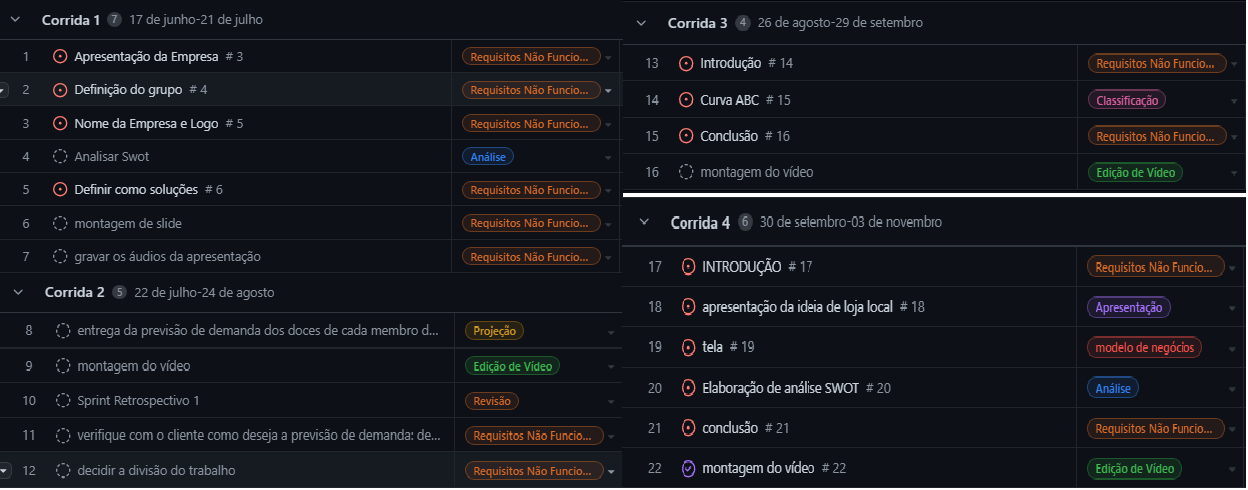 Corrida 1 7 17 de junho-21 de julho
1 Apresentação da Empresa # 3 Requisitos Não Funcio...
2 Definição do grupo # 4 Requisitos Não Funcio...
3 Nome da Empresa e Logo # 5 Requisitos Não Funcio...
4 Analisar Swot Análise
5 Definir como soluções # 6 Requisitos Não Funcio...
6 montagem de slide Requisitos Não Funcio...
7 gravar os áudios da apresentação Requisitos Não Funcio...
Corrida 2 5 22 de julho-24 de agosto
8 entrega da previsão de demanda dos doces de cada membro d... Projeção
9 montagem do vídeo Edição de Vídeo
10 Sprint Retrospectivo 1 Revisão
11 verifique com o cliente como deseja a previsão de demanda: de... Requisitos Não Funcio...
12 decidir a divisão do trabalho Requisitos Não Funcio...
Corrida 3 4 26 de agosto-29 de setembro
13 Introdução # 14 Requisitos Não Funcio...
14 Curva ABC # 15 Classificação
15 Conclusão # 16 Requisitos Não Funcio...
16 montagem do vídeo Edição de Vídeo
Corrida 4 6 30 de setembro-03 de novembro
17 INTRODUÇÃO # 17 Requisitos Não Funcio...
18 apresentação da ideia de loja local # 18 Apresentação
19 tela # 19 modelo de negócios
20 Elaboração de análise SWOT # 20 Análise
21 conclusão # 21 Requisitos Não Funcio...
22 montagem do vídeo # 22 Edição de Vídeo